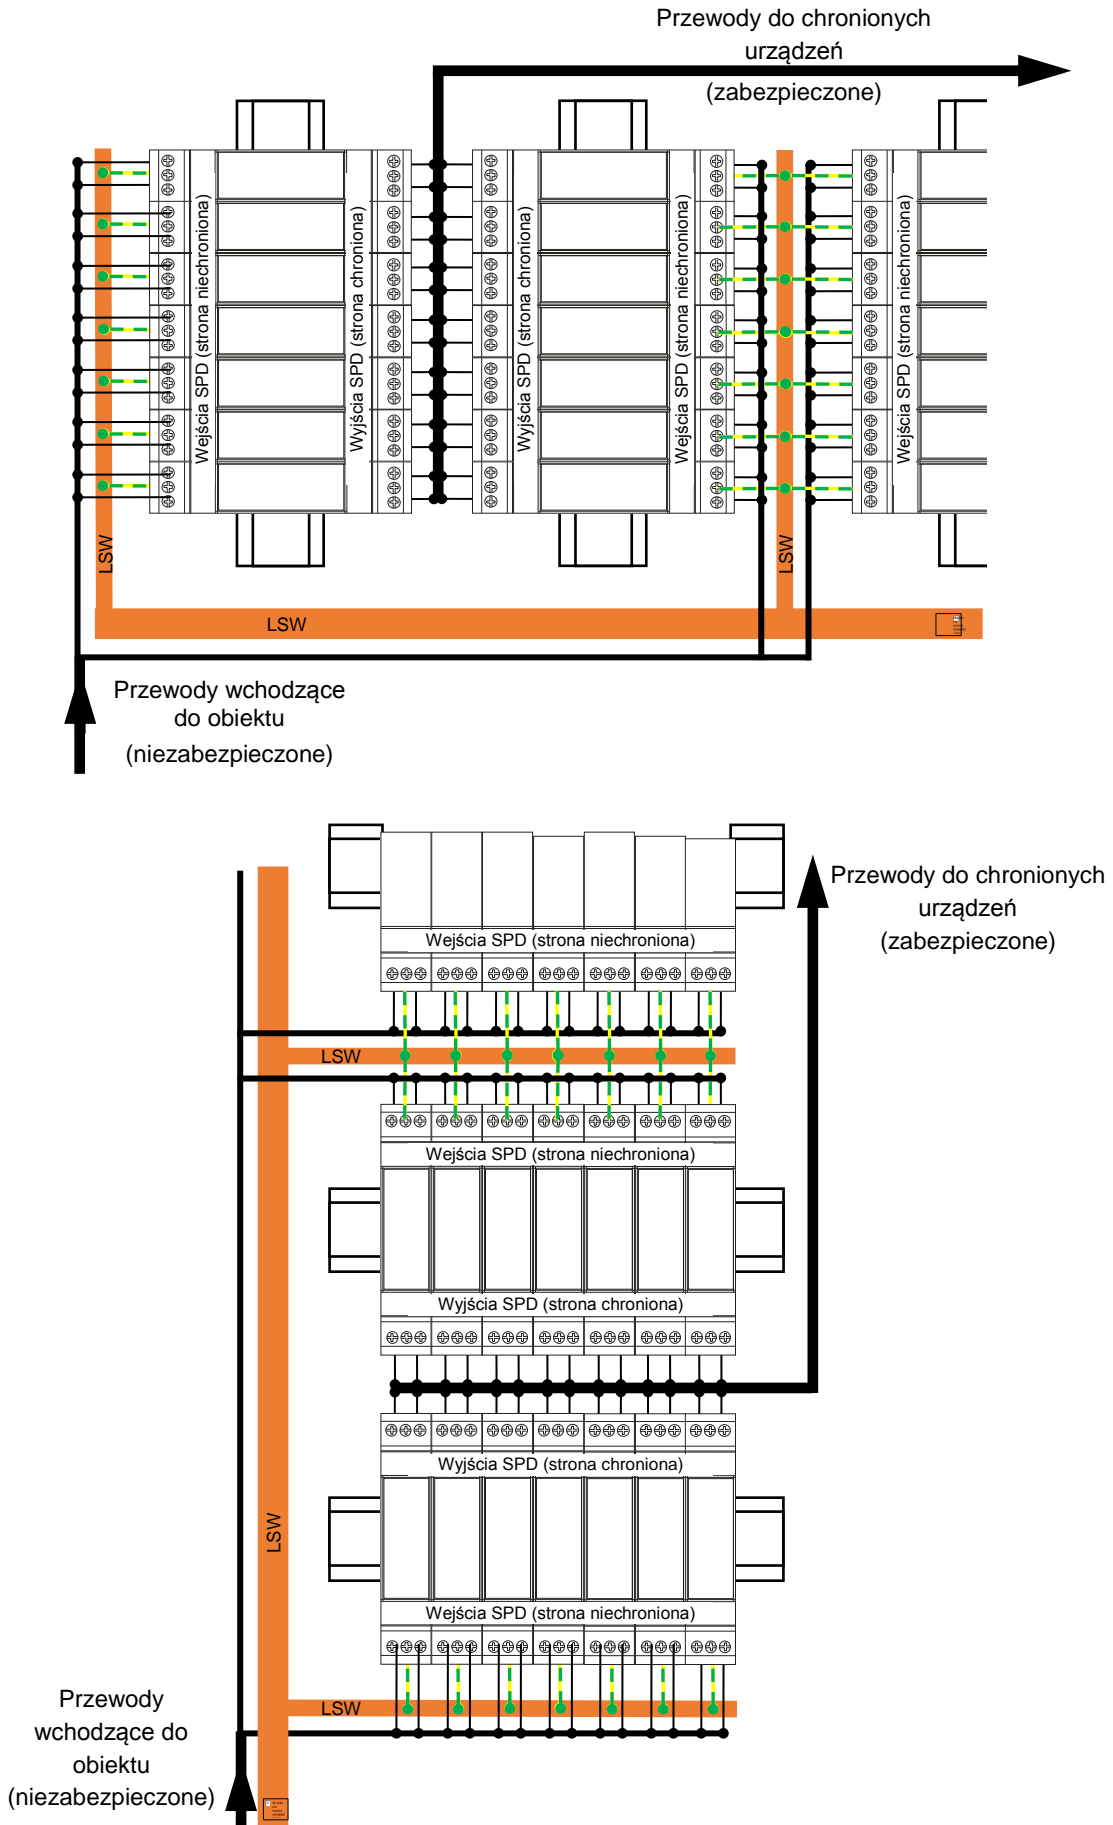 Przewody do chronionych
urządzeń
(zabezpieczone)
Wejścia SPD (strona niechroniona)
Wyjścia SPD (strona chroniona)
Wyjścia SPD (strona chroniona)
Wejścia SPD (strona niechroniona)
Wejścia SPD (strona niechroniona)
LSW
LSW
LSW
Przewody wchodzące
do obiektu
(niezabezpieczone)
Przewody do chronionych
urządzeń
(zabezpieczone)
Wejścia SPD (strona niechroniona)
LSW
Wejścia SPD (strona niechroniona)
Wyjścia SPD (strona chroniona)
Wyjścia SPD (strona chroniona)
LSW
Wejścia SPD (strona niechroniona)
LSW
Przewody
wchodzące do
obiektu
(niezabezpieczone)